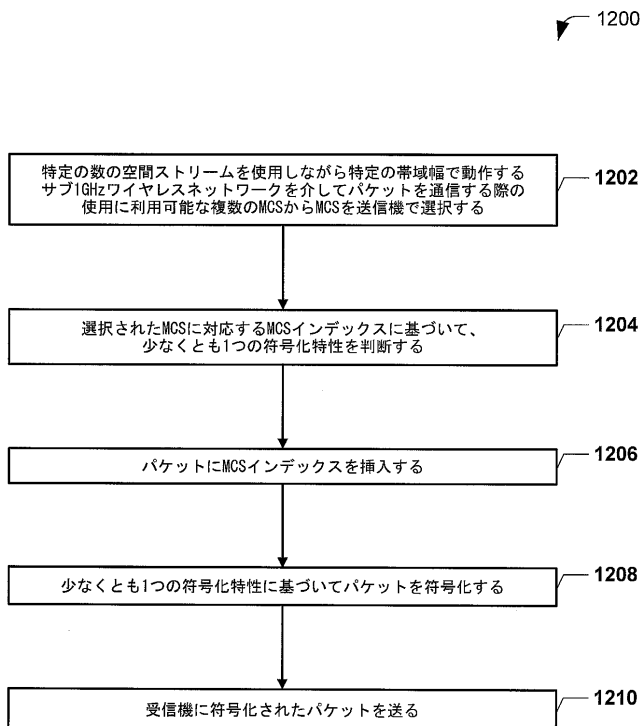 1200
特定の数の空間ストリームを使用しながら特定の帯域幅で動作する
サブ1GHzワイヤレスネットワークを介してパケットを通信する際の
使用に利用可能な複数のMCSからMCSを送信機で選択する
1202
選択されたMCSに対応するMCSインデックスに基づいて、
少なくとも1つの符号化特性を判断する
1204
パケットにMCSインデックスを挿入する
1206
少なくとも1つの符号化特性に基づいてパケットを符号化する
1208
受信機に符号化されたパケットを送る
1210